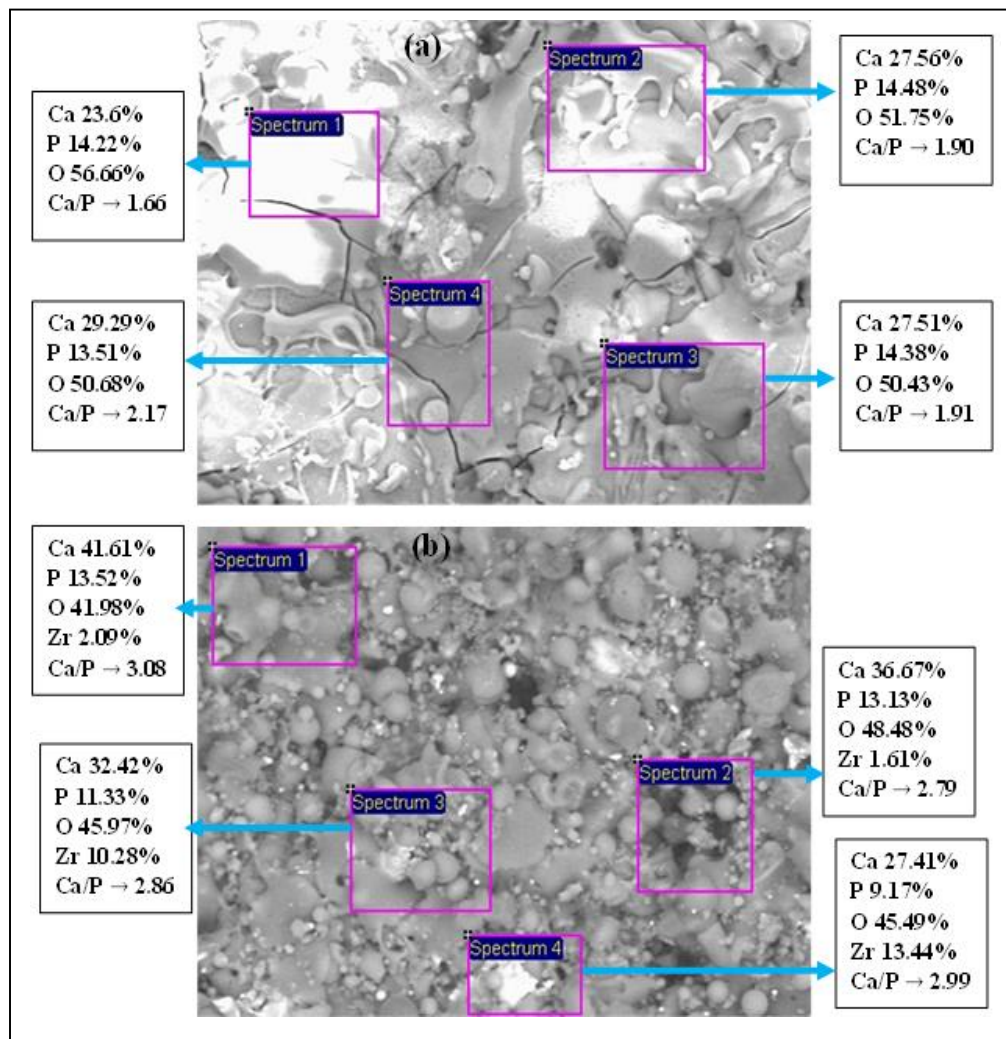 (a)
Spectrum 1
Ca 23.6%
P 14.22%
O 56.66%
Ca/P → 1.66
Spectrum 2
Ca 27.56%
P 14.48%
O 51.75%
Ca/P → 1.90
Spectrum 4
Ca 29.29%
P 13.51%
O 50.68%
Ca/P → 2.17
Spectrum 3
Ca 27.51%
P 14.38%
O 50.43%
Ca/P → 1.91
(b)
Spectrum 1
Ca 41.61%
P 13.52%
O 41.98%
Zr 2.09%
Ca/P → 3.08
Spectrum 2
Ca 36.67%
P 13.13%
O 48.48%
Zr 1.61%
Ca/P → 2.79
Spectrum 3
Ca 32.42%
P 11.33%
O 45.97%
Zr 10.28%
Ca/P → 2.86
Spectrum 4
Ca 27.41%
P 9.17%
O 45.49%
Zr 13.44%
Ca/P → 2.99